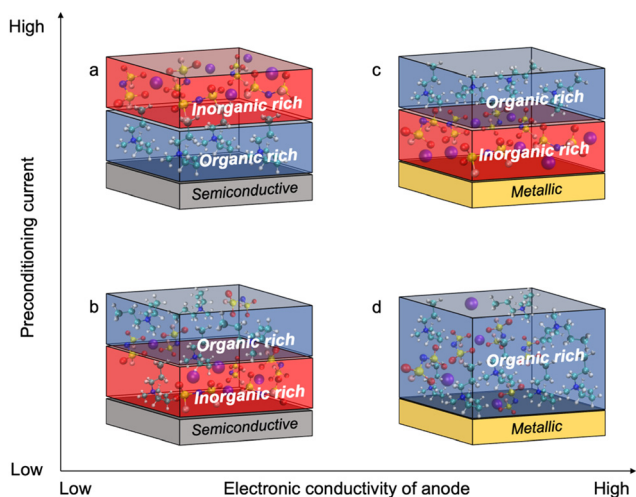 High
a
Inorganic rich
Organic rich
Semiconductive
c
Organic rich
Inorganic rich
Metallic
Preconditioning current
b
Organic rich
Inorganic rich
Semiconductive
d
Organic rich
Metallic
Low
Low
Electronic conductivity of anode
High